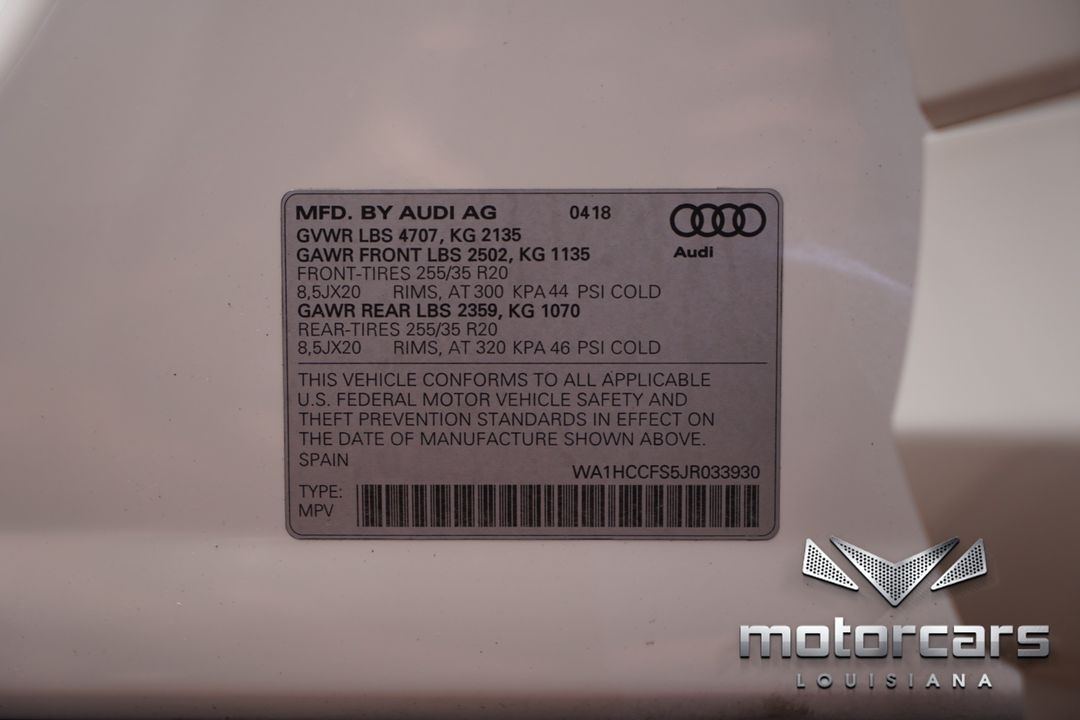 MFD. BY AUDI AG 0418
Audi
GVWR LBS 4707, KG 2135
GAWR FRONT LBS 2502, KG 1135
FRONT-TIRES 255/35 R20
8,5JX20 RIMS, AT 300 KPA 44 PSI COLD
GAWR REAR LBS 2359, KG 1070
REAR-TIRES 255/35 R20
8,5JX20 RIMS, AT 320 KPA 46 PSI COLD
THIS VEHICLE CONFORMS TO ALL APPLICABLE
U.S. FEDERAL MOTOR VEHICLE SAFETY AND
THEFT PREVENTION STANDARDS IN EFFECT ON
THE DATE OF MANUFACTURE SHOWN ABOVE.
SPAIN
WA1HCCFS5JR033930
TYPE:
MPV
motorcars
LOUISIANA